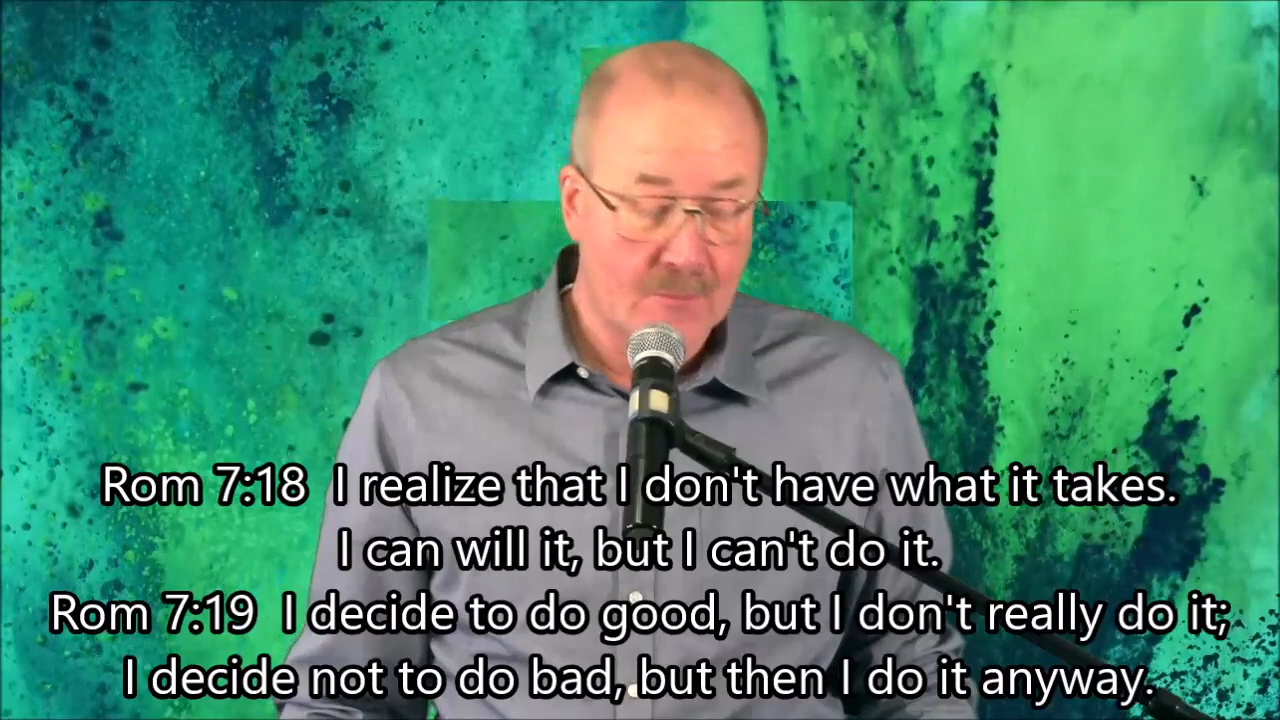 Rom 7:18  I realize that I don't have what it takes.
I can will it, but I can't do it.
Rom 7:19  I decide to do good, but I don't really do it;
I decide not to do bad, but then I do it anyway.